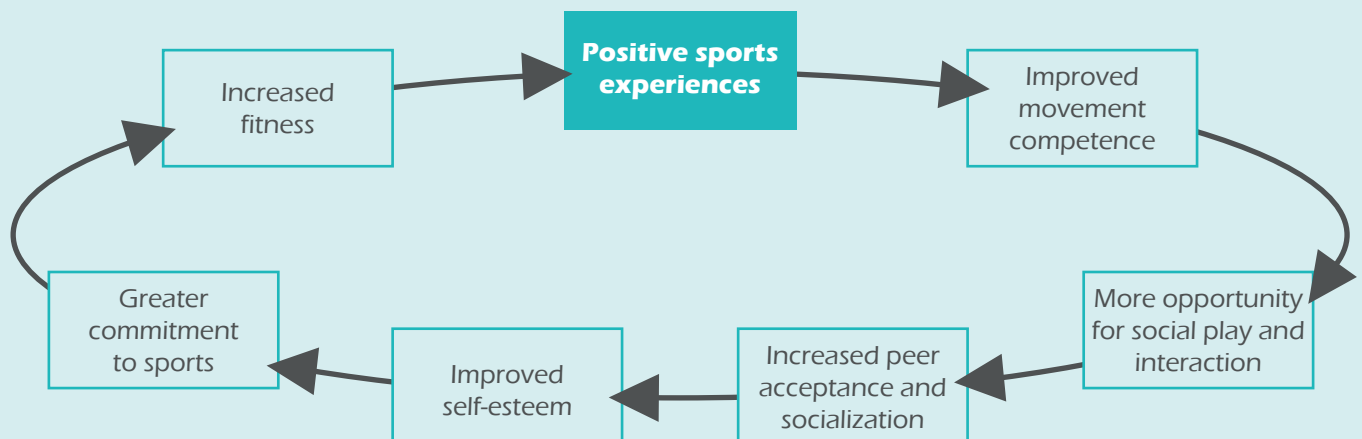 Positive sports
experiences
Improved
movement
competence
More opportunity
for social play and
interaction
Increased peer
acceptance and
socialization
Improved
self-esteem
Greater
commitment
to sports
Increased
fitness